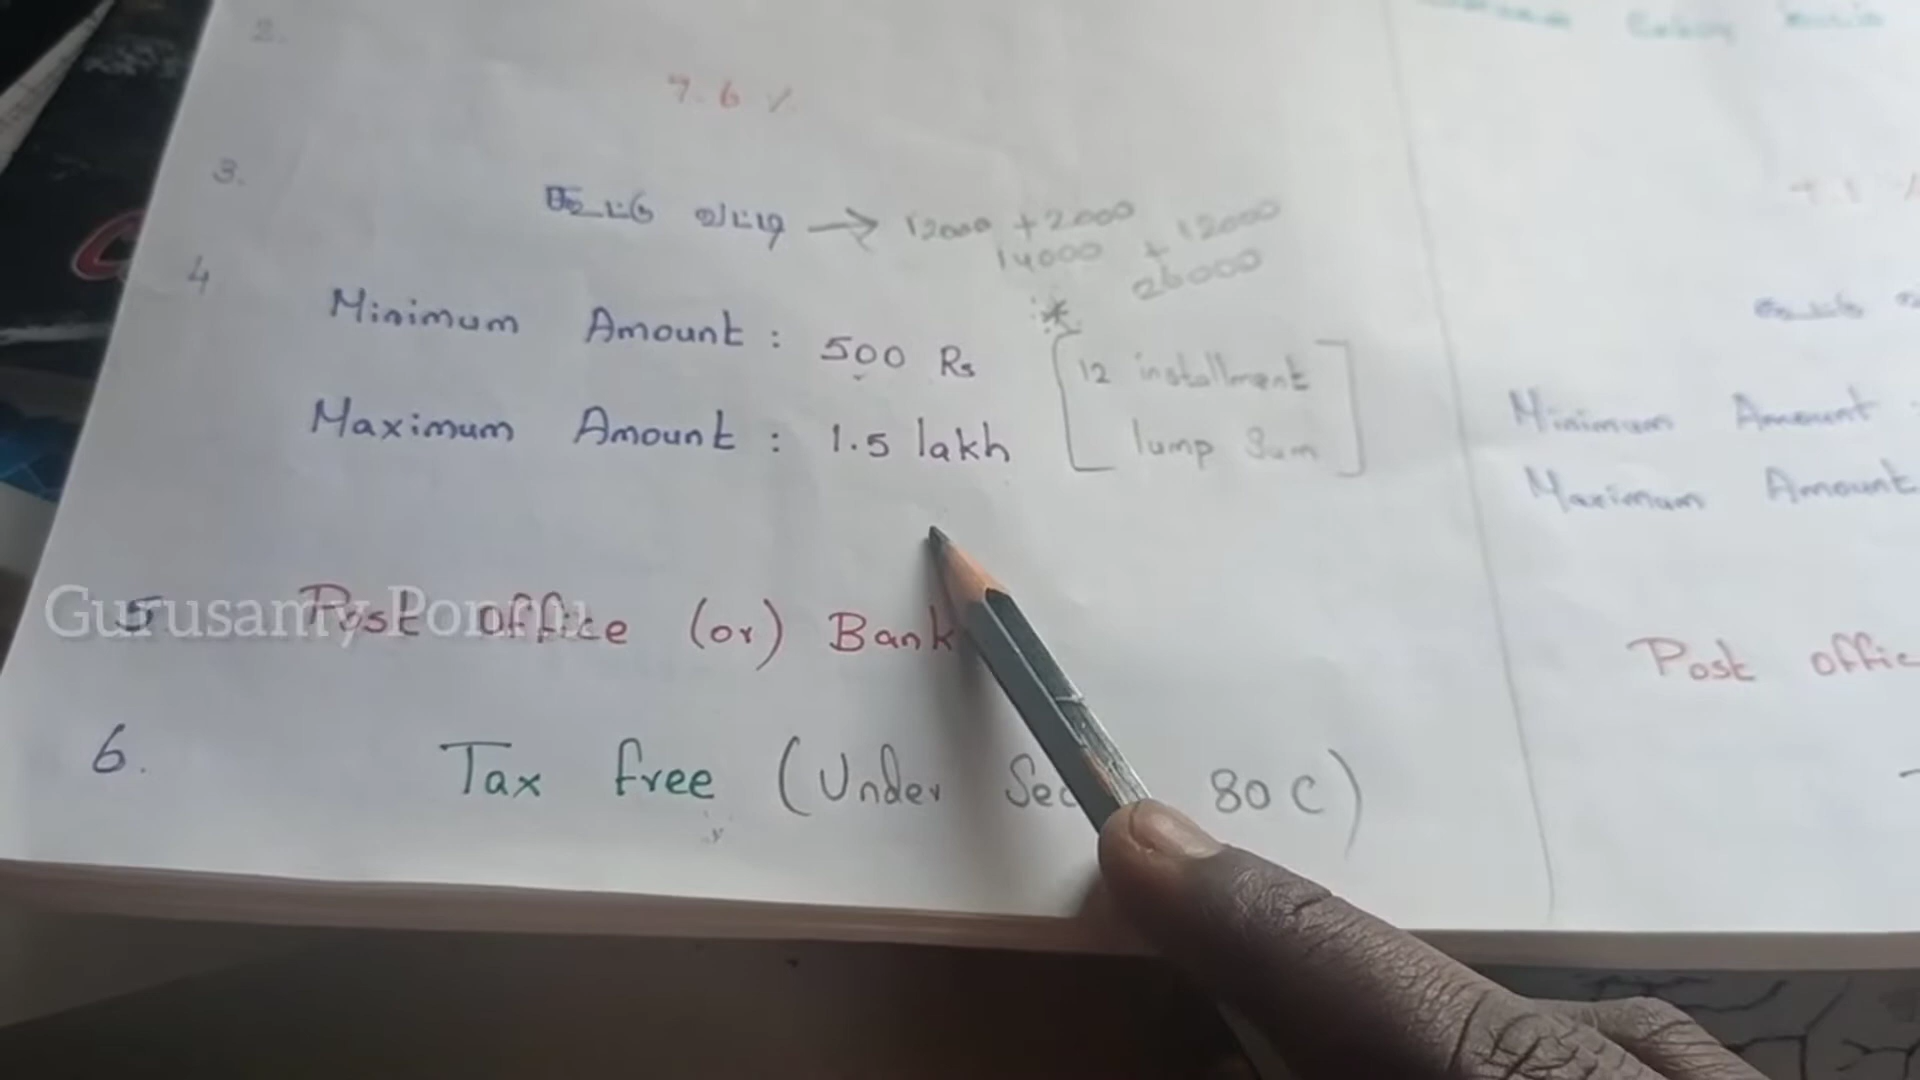 2.
7.6 %
3.
கூட்டு வட்டி → 12000 + 2000
14000 + 12000
26000
4
Minimum Amount : 500 Rs
* [12 installment
Maximum Amount : 1.5 lakh
lump Sum]
Minimum Amount
Maximum Amount
Gurusamy Ponnu
5. Post office (or) Bank
Post offic
6. Tax free (Under Sec 80 C)